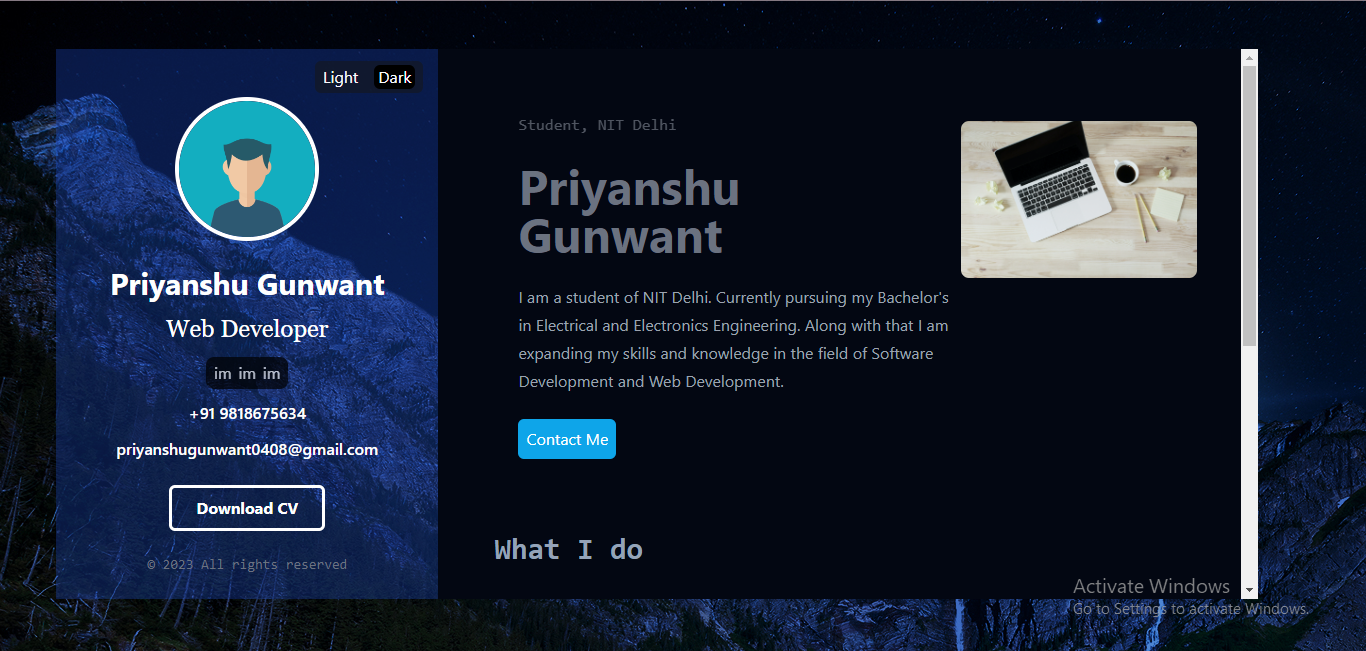 Light Dark
Priyanshu Gunwant
Web Developer
im im im
+91 9818675634
priyanshugunwant0408@gmail.com
Download CV
© 2023 All rights reserved
Student, NIT Delhi
Priyanshu
Gunwant
I am a student of NIT Delhi. Currently pursuing my Bachelor's
in Electrical and Electronics Engineering. Along with that I am
expanding my skills and knowledge in the field of Software
Development and Web Development.
Contact Me
What I do
Activate Windows
Go to Settings to activate Windows.